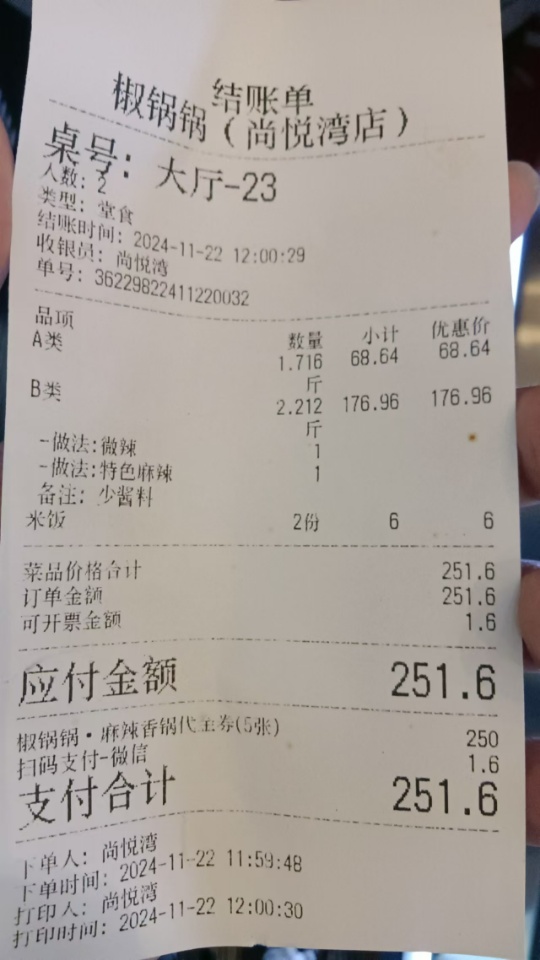 结账单
椒锅锅（尚悦湾店）
桌号: 大厅-23
人数: 2
类型: 堂食
结账时间: 2024-11-22 12:00:29
收银员: 尚悦湾
单号: 36229822411220032
品项 数量 小计 优惠价
A类 1.716 68.64 68.64
斤
B类 2.212 176.96 176.96
斤
-做法:微辣 1
-做法:特色麻辣 1
备注: 少酱料
米饭 2份 6 6
菜品价格合计 251.6
订单金额 251.6
可开票金额 1.6
应付金额 251.6
椒锅锅·麻辣香锅代金券(5张) 250
扫码支付-微信 1.6
支付合计 251.6
下单人: 尚悦湾
下单时间: 2024-11-22 11:59:48
打印人: 尚悦湾
打印时间: 2024-11-22 12:00:30